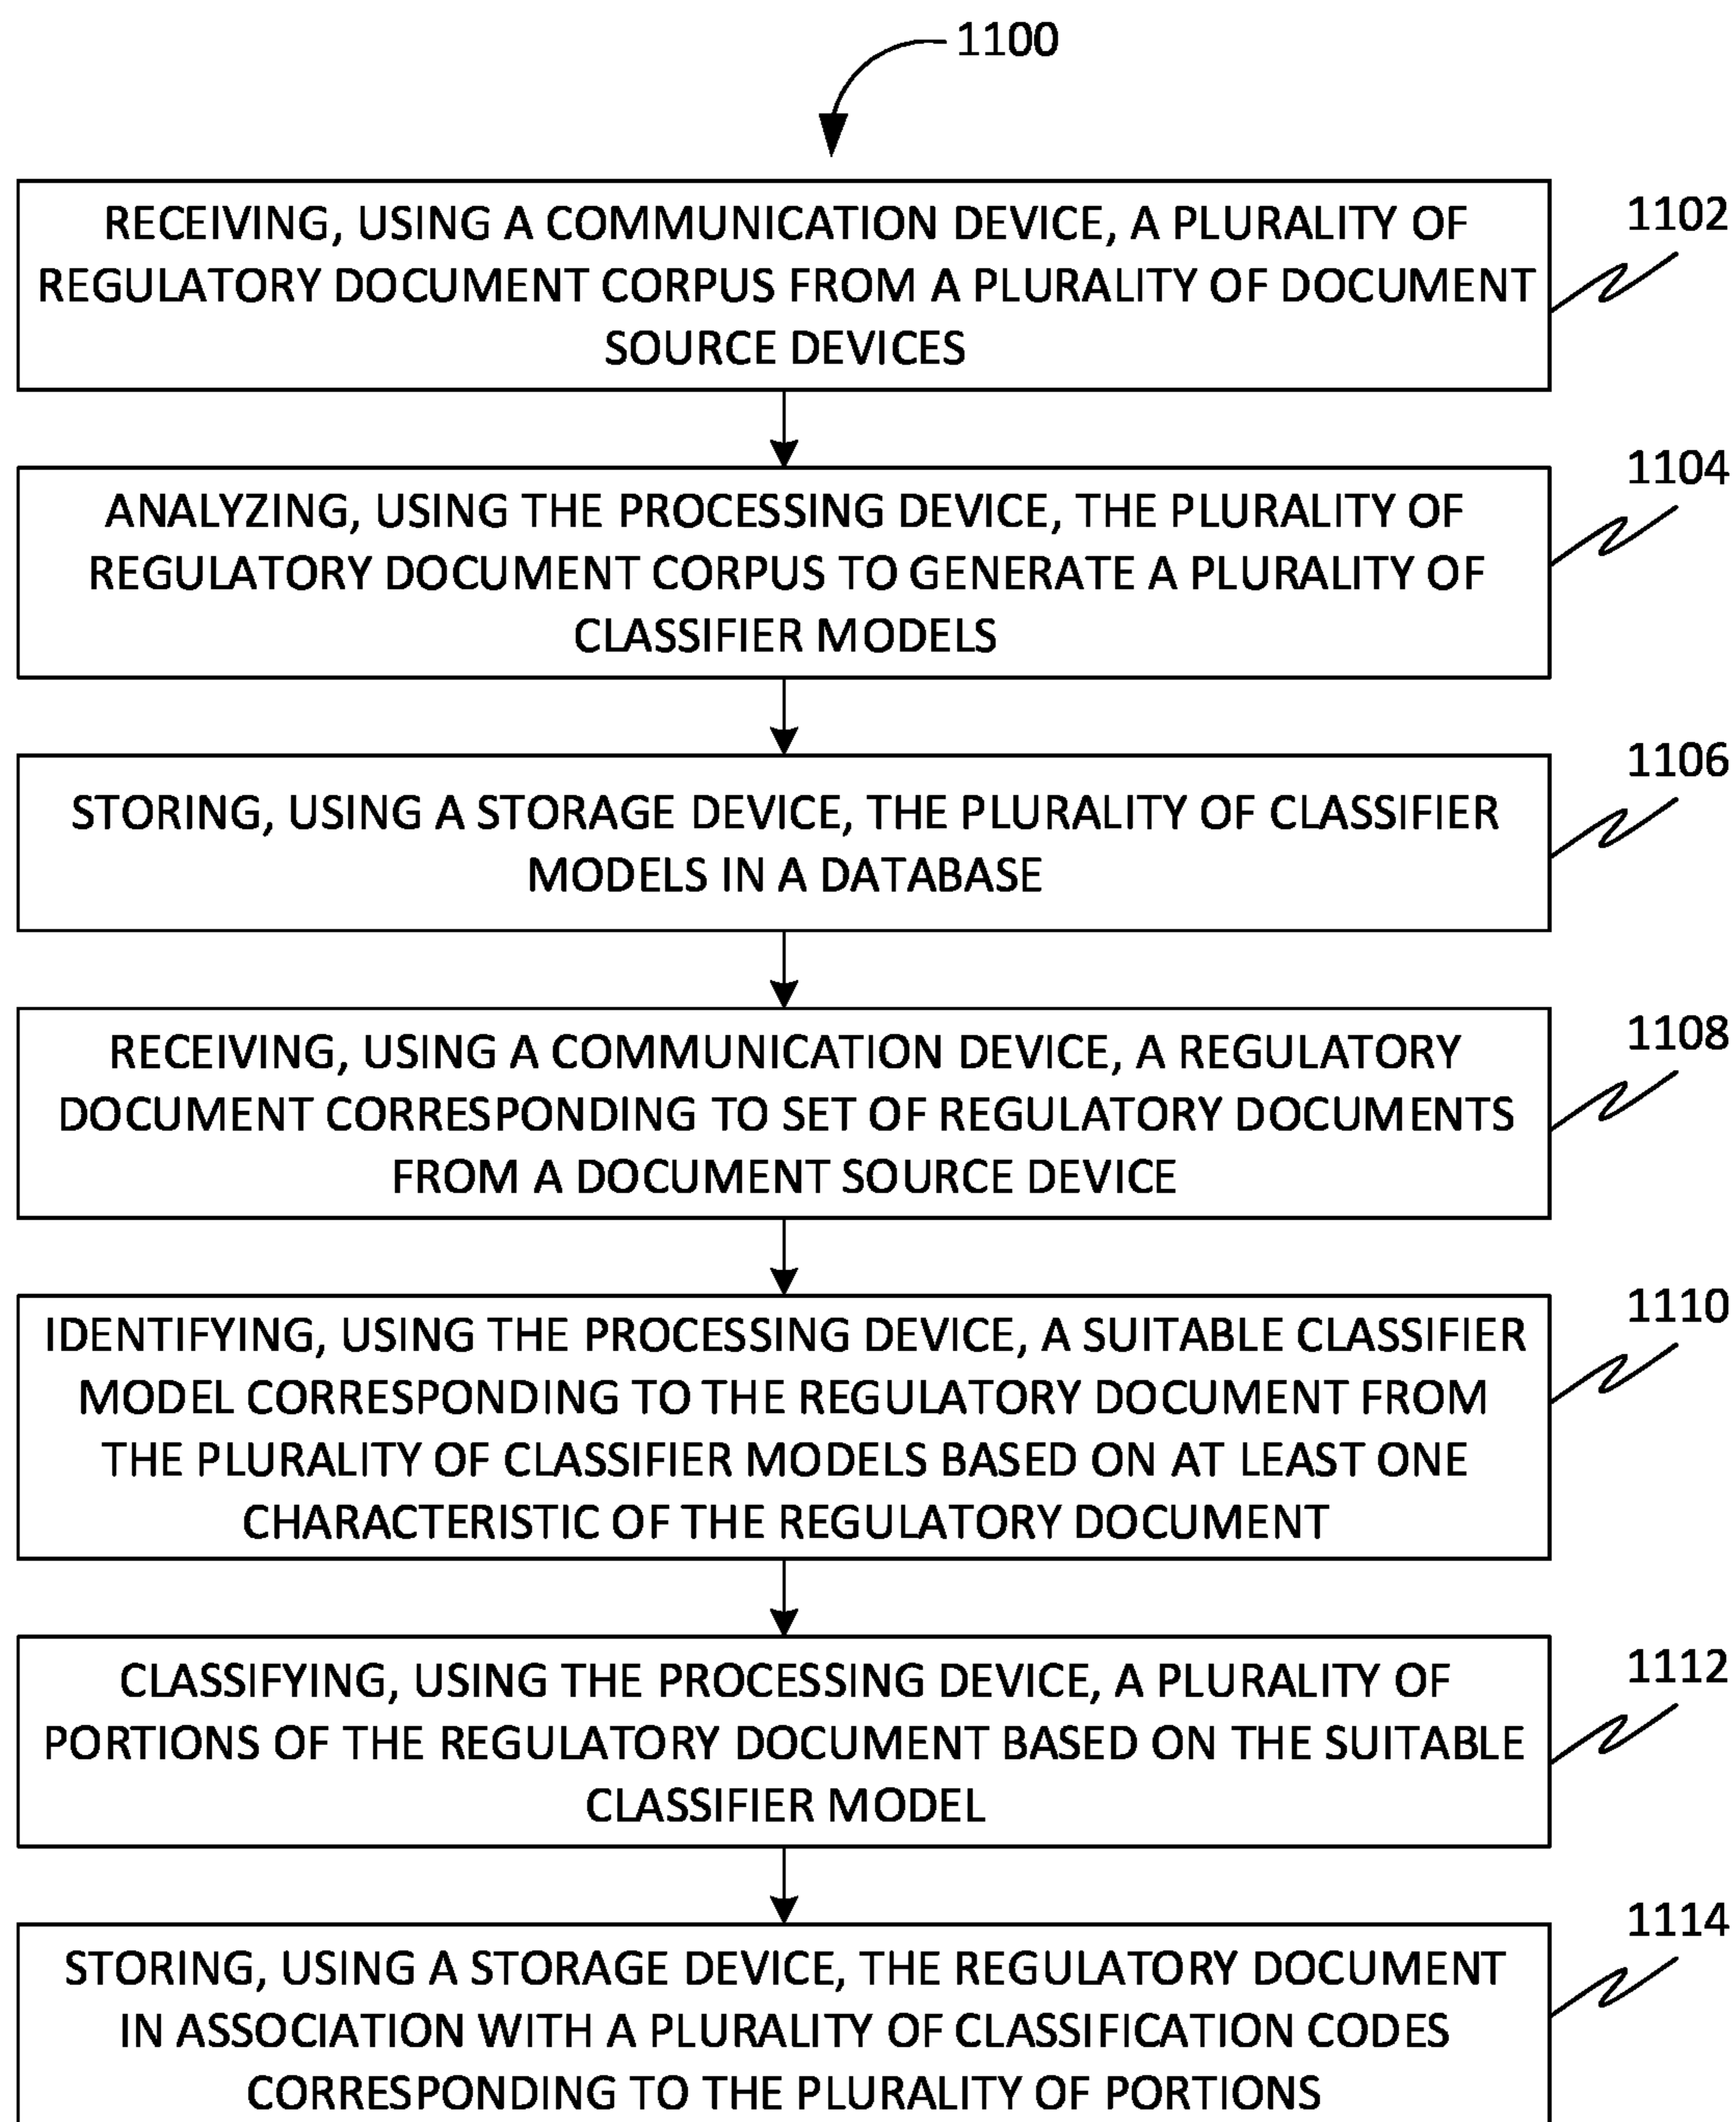 1100
RECEIVING, USING A COMMUNICATION DEVICE, A PLURALITY OF
REGULATORY DOCUMENT CORPUS FROM A PLURALITY OF DOCUMENT
SOURCE DEVICES
1102
ANALYZING, USING THE PROCESSING DEVICE, THE PLURALITY OF
REGULATORY DOCUMENT CORPUS TO GENERATE A PLURALITY OF
CLASSIFIER MODELS
1104
STORING, USING A STORAGE DEVICE, THE PLURALITY OF CLASSIFIER
MODELS IN A DATABASE
1106
RECEIVING, USING A COMMUNICATION DEVICE, A REGULATORY
DOCUMENT CORRESPONDING TO SET OF REGULATORY DOCUMENTS
FROM A DOCUMENT SOURCE DEVICE
1108
IDENTIFYING, USING THE PROCESSING DEVICE, A SUITABLE CLASSIFIER
MODEL CORRESPONDING TO THE REGULATORY DOCUMENT FROM
THE PLURALITY OF CLASSIFIER MODELS BASED ON AT LEAST ONE
CHARACTERISTIC OF THE REGULATORY DOCUMENT
1110
CLASSIFYING, USING THE PROCESSING DEVICE, A PLURALITY OF
PORTIONS OF THE REGULATORY DOCUMENT BASED ON THE SUITABLE
CLASSIFIER MODEL
1112
STORING, USING A STORAGE DEVICE, THE REGULATORY DOCUMENT
IN ASSOCIATION WITH A PLURALITY OF CLASSIFICATION CODES
CORRESPONDING TO THE PLURALITY OF PORTIONS
1114